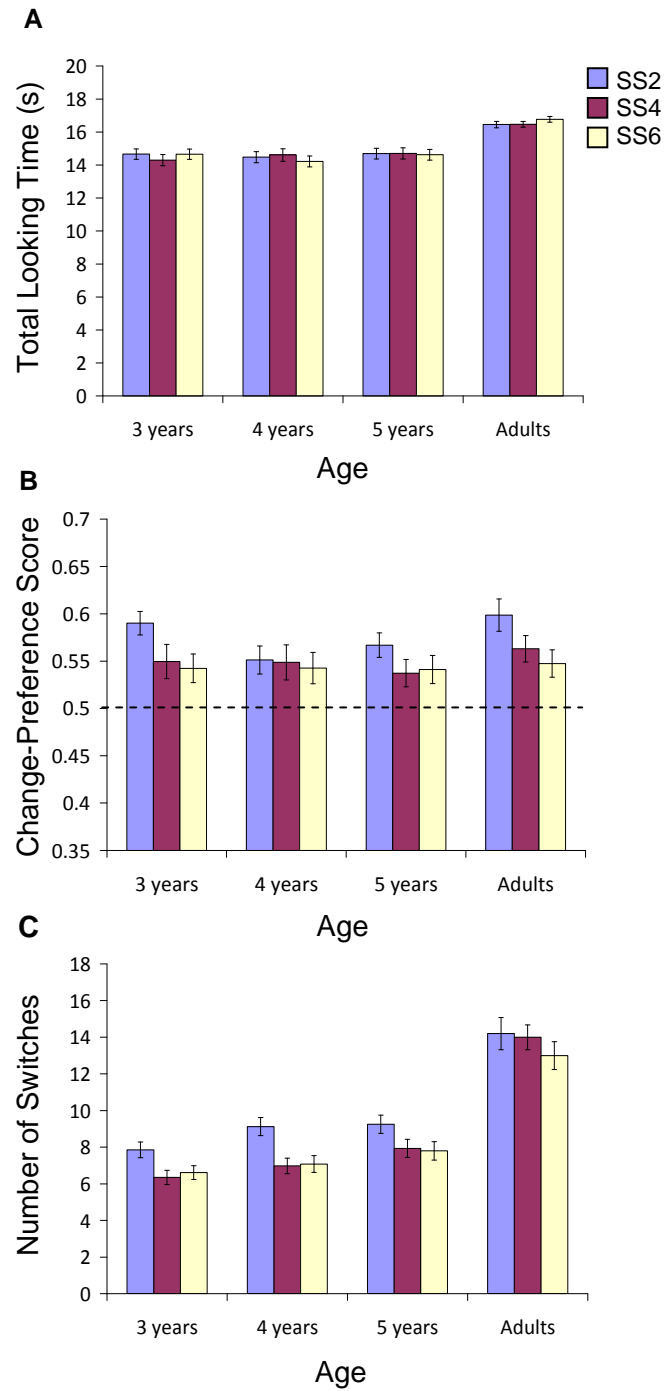 A
Total Looking Time (s)
20
18
16
14
12
10
8
6
4
2
0
3 years 4 years 5 years Adults
Age
SS2
SS4
SS6
B
Change-Preference Score
0.7
0.65
0.6
0.55
0.5
0.45
0.4
0.35
3 years 4 years 5 years Adults
Age
C
Number of Switches
18
16
14
12
10
8
6
4
2
0
3 years 4 years 5 years Adults
Age